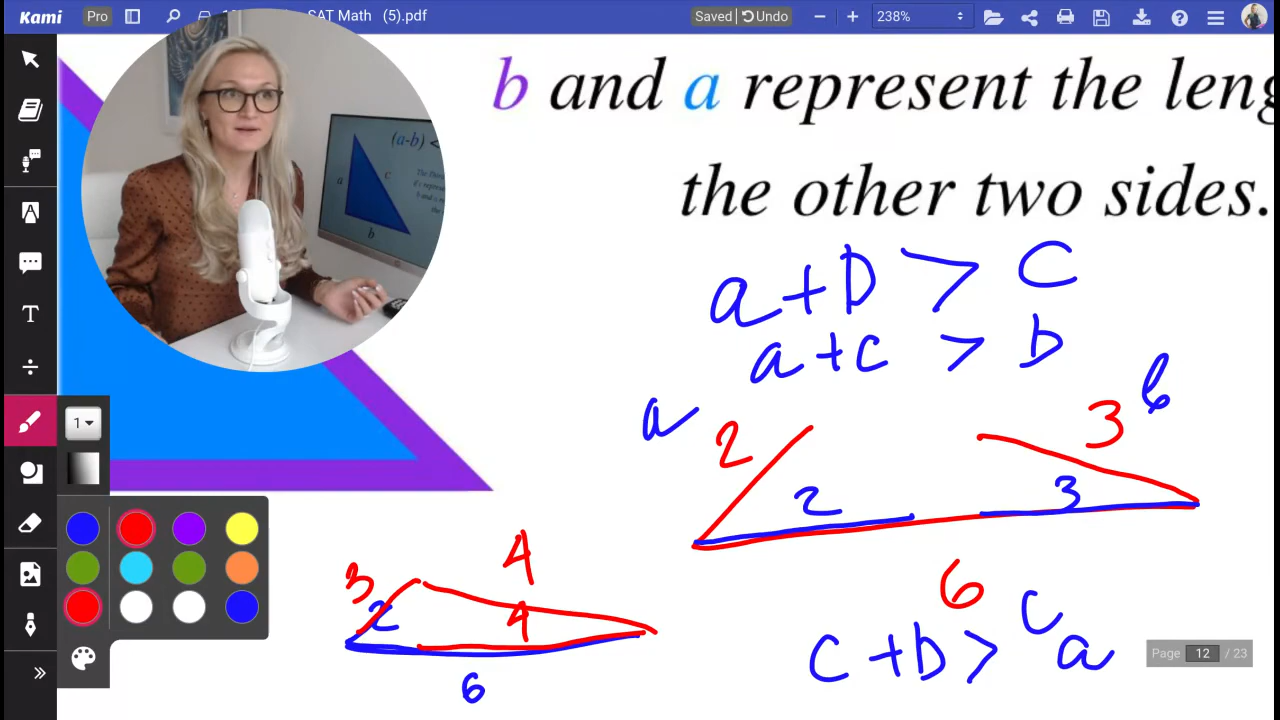 Kami Pro SAT Math (5).pdf Saved Undo 238%
b and a represent the leng
the other two sides.
(a-b) <
a c
b
a+b > c
a+c > b
a 2 3 b
2 3
6 c
c+b > a
4
3 2 4
6
T
1
Page 12 / 23